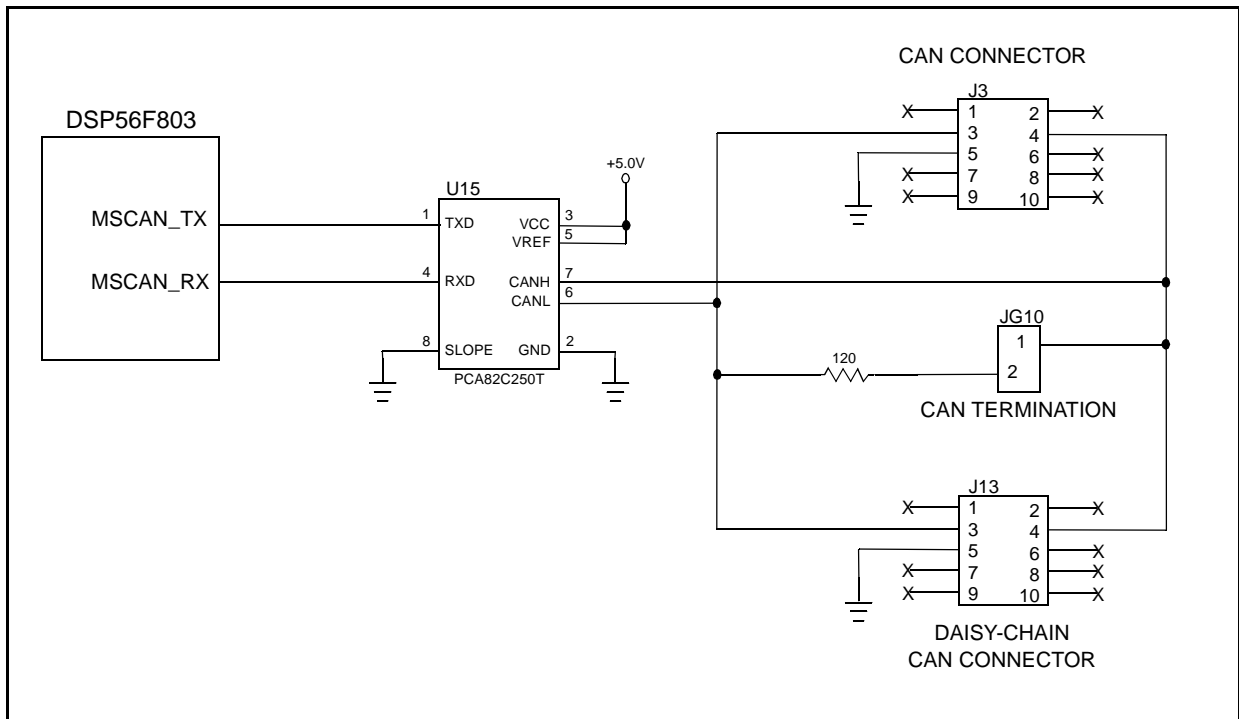 CAN CONNECTOR
J3
1 2
3 4
5 6
7 8
9 10
DSP56F803
MSCAN_TX
MSCAN_RX
+5.0V
U15
1 TXD VCC 3
VREF 5
4 RXD CANH 7
CANL 6
8 SLOPE GND 2
PCA82C250T
JG10
1
2
120
CAN TERMINATION
J13
1 2
3 4
5 6
7 8
9 10
DAISY-CHAIN
CAN CONNECTOR